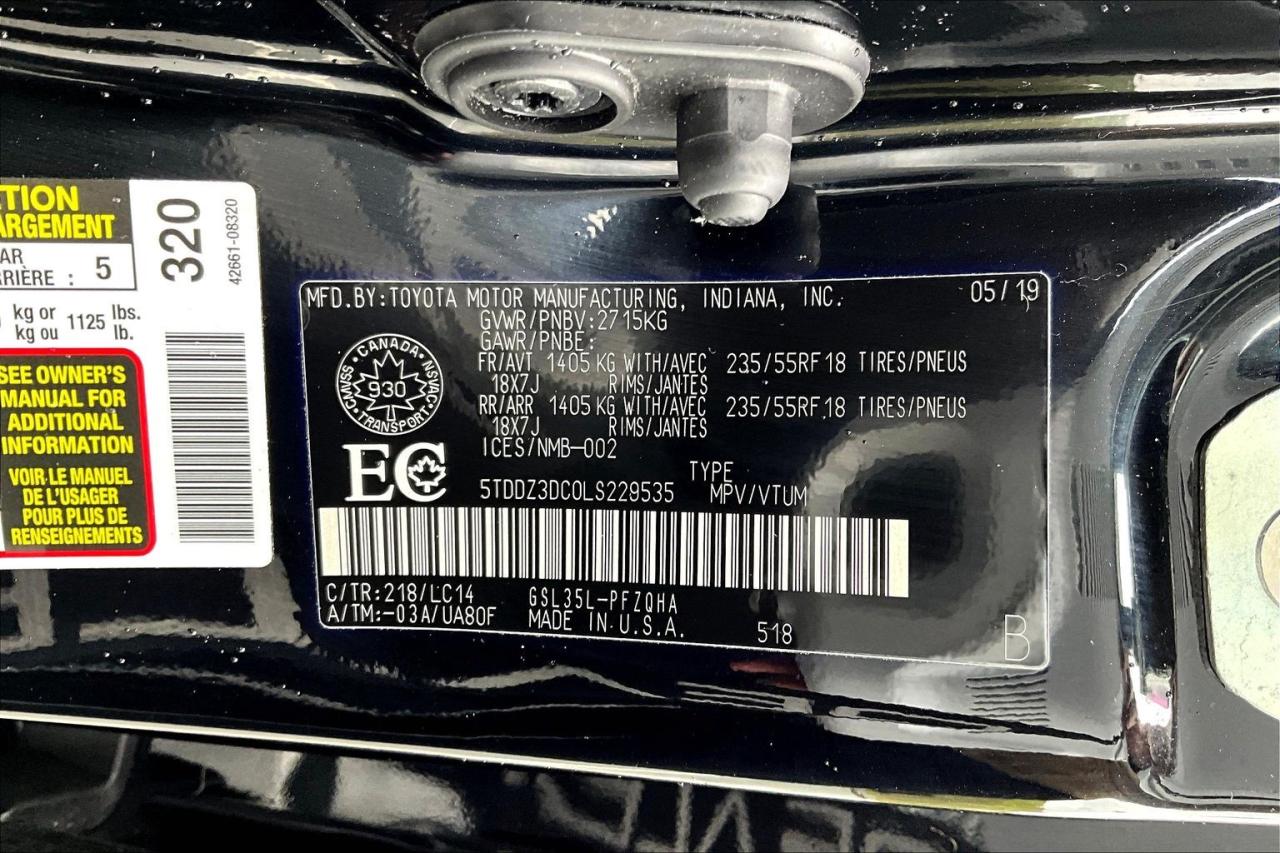 CTION
ARGEMENT
AR
RRIÈRE : 5
kg or 1125 lbs.
kg ou lb.
SEE OWNER'S
MANUAL FOR
ADDITIONAL
INFORMATION
VOIR LE MANUEL
DE L'USAGER
POUR PLUS DE
RENSEIGNEMENTS
320
42661-08320
MFD.BY:TOYOTA MOTOR MANUFACTURING, INDIANA, INC. 05/19
GVWR/PNBV:2715KG
GAWR/PNBE:
FR/AVT 1405 KG WITH/AVEC 235/55RF18 TIRES/PNEUS
18X7J RIMS/JANTES
RR/ARR 1405 KG WITH/AVEC 235/55RF18 TIRES/PNEUS
18X7J RIMS/JANTES
ICES/NMB-002
CANADA
930
TRANSPORT
CMVSS
NSVAC
EC
TYPE
5TDDZ3DC0LS229535 MPV/VTUM
C/TR:218/LC14 GSL35L-PFZQHA
A/TM:-03A/UA80F MADE IN U.S.A. 518
B